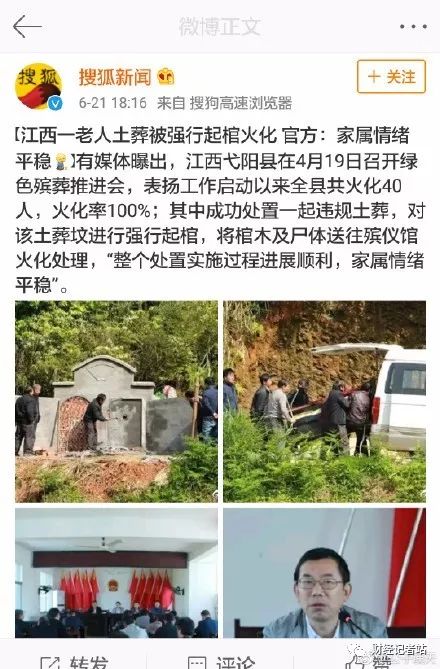 微博正文
搜狐
搜狐新闻
+ 关注
6-21 18:16 来自 搜狗高速浏览器
【江西一老人土葬被强行起棺火化 官方：家属情绪
平稳】有媒体曝出，江西弋阳县在4月19日召开绿
色殡葬推进会，表扬工作启动以来全县共火化40
人，火化率100%；其中成功处置一起违规土葬，对
该土葬坟进行强行起棺，将棺木及尸体送往殡仪馆
火化处理，“整个处置实施过程进展顺利，家属情绪
平稳”。
财经记者站
转发
评论
赞